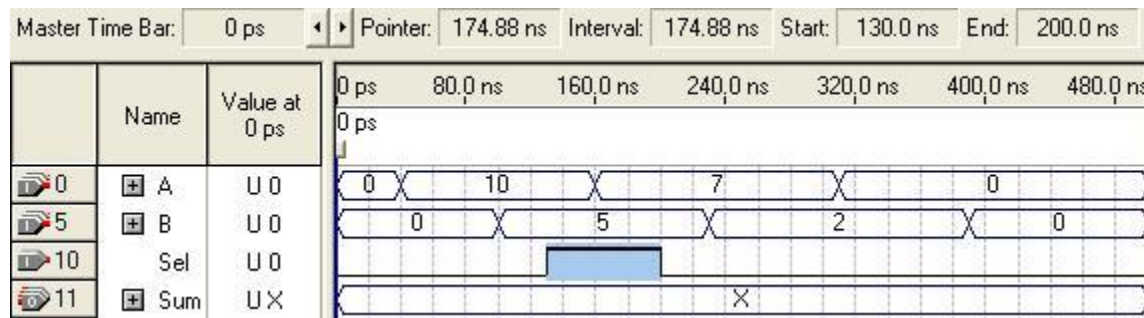 Master Time Bar: 0 ps Pointer: 174.88 ns Interval: 174.88 ns Start: 130.0 ns End: 200.0 ns
Name Value at 0 ps
0 ps 80.0 ns 160.0 ns 240.0 ns 320.0 ns 400.0 ns 480.0 ns
0 ps
0 A U 0 0 10 7 0
5 B U 0 0 5 2 0
10 Sel U 0
11 Sum U X X